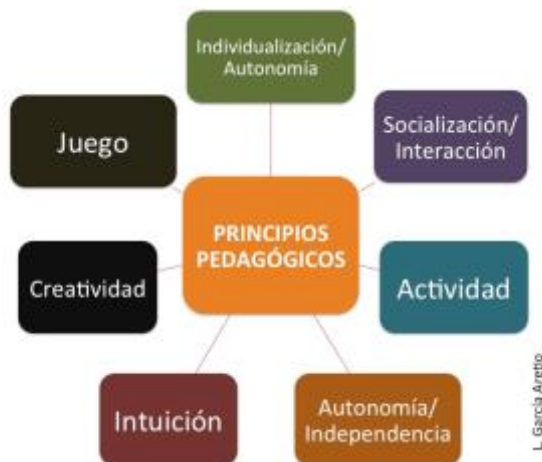 Individualización/
Autonomía
Socialización/
Interacción
Actividad
Autonomía/
Independencia
Intuición
Creatividad
Juego
PRINCIPIOS
PEDAGÓGICOS
L. García Aretio